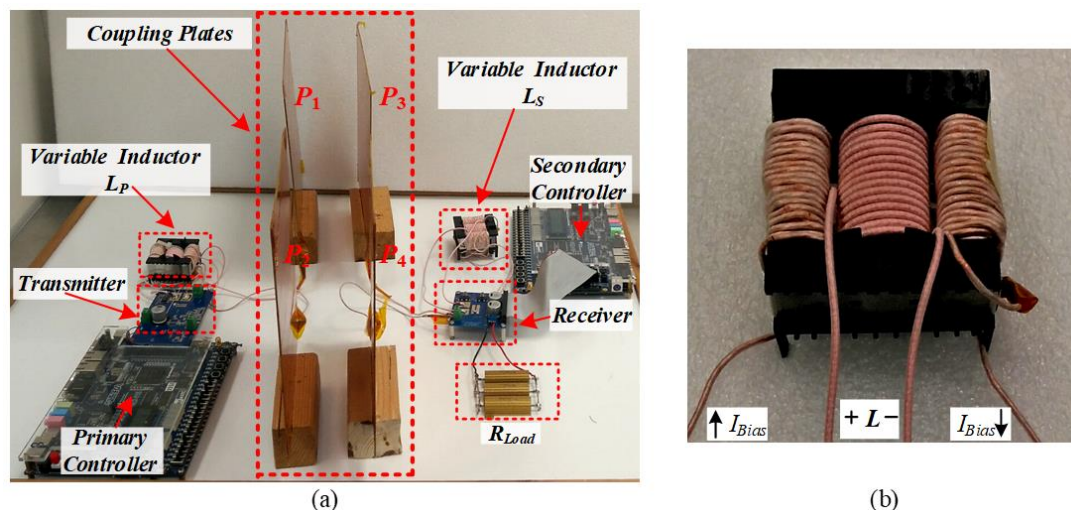 Coupling Plates
P1
P3
Variable Inductor
LS
Variable Inductor
LP
Secondary
Controller
P2
P4
Transmitter
Receiver
Primary
Controller
RLoad
(a)
+ L −
↑ IBias
IBias ↓
(b)